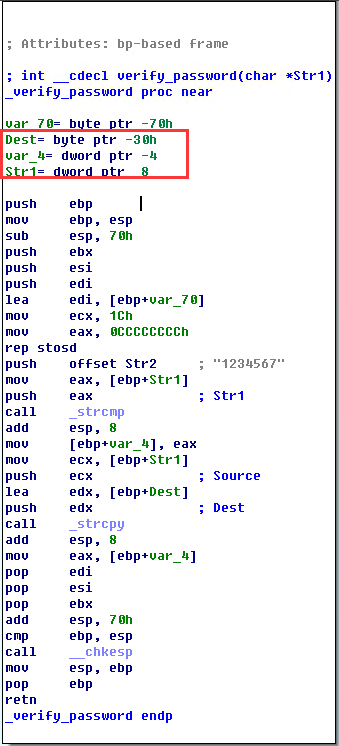 ; Attributes: bp-based frame
; int __cdecl verify_password(char *Str1)
_verify_password proc near
var_70= byte ptr -70h
Dest= byte ptr -30h
var_4= dword ptr -4
Str1= dword ptr  8
push    ebp
mov     ebp, esp
sub     esp, 70h
push    ebx
push    esi
push    edi
lea     edi, [ebp+var_70]
mov     ecx, 1Ch
mov     eax, 0CCCCCCCCh
rep stosd
push    offset Str2     ; "1234567"
mov     eax, [ebp+Str1]
push    eax             ; Str1
call    _strcmp
add     esp, 8
mov     [ebp+var_4], eax
mov     ecx, [ebp+Str1]
push    ecx             ; Source
lea     edx, [ebp+Dest]
push    edx             ; Dest
call    _strcpy
add     esp, 8
mov     eax, [ebp+var_4]
pop     edi
pop     esi
pop     ebx
add     esp, 70h
cmp     ebp, esp
call    __chkesp
mov     esp, ebp
pop     ebp
retn
_verify_password endp